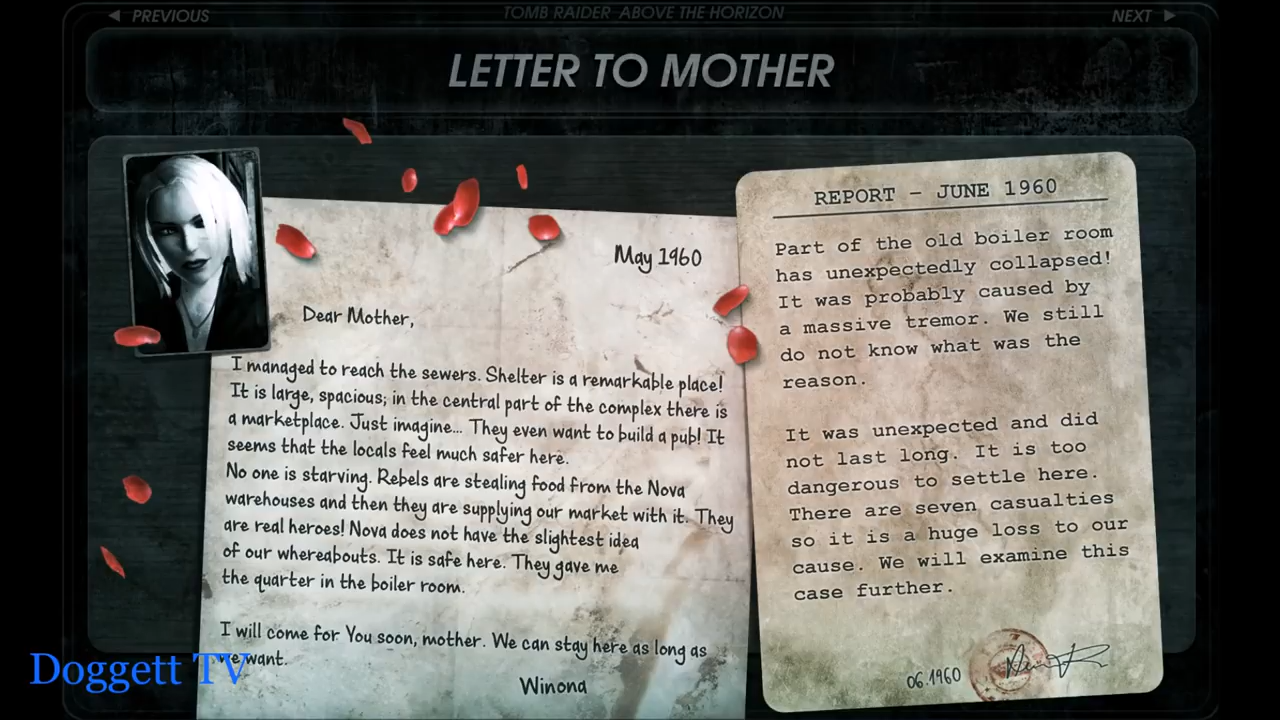 PREVIOUS
TOMB RAIDER ABOVE THE HORIZON
NEXT
LETTER TO MOTHER
May 1960
Dear Mother,
I managed to reach the sewers. Shelter is a remarkable place!
It is large, spacious; in the central part of the complex there is
a marketplace. Just imagine... They even want to build a pub! It
seems that the locals feel much safer here.
No one is starving. Rebels are stealing food from the Nova
warehouses and then they are supplying our market with it. They
are real heroes! Nova does not have the slightest idea
of our whereabouts. It is safe here. They gave me
the quarter in the boiler room.
I will come for You soon, mother. We can stay here as long as
we want.
Winona
REPORT - JUNE 1960
Part of the old boiler room
has unexpectedly collapsed!
It was probably caused by
a massive tremor. We still
do not know what was the
reason.
It was unexpected and did
not last long. It is too
dangerous to settle here.
There are seven casualties
so it is a huge loss to our
cause. We will examine this
case further.
06.1960
Doggett TV